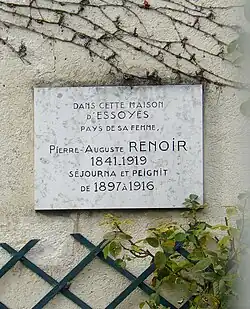 DANS CETTE MAISON
D'ESSOYES
PAYS DE SA FEMME,
PIERRE-AUGUSTE RENOIR
1841.1919
SÉJOURNA ET PEIGNIT
DE 1897 À 1916